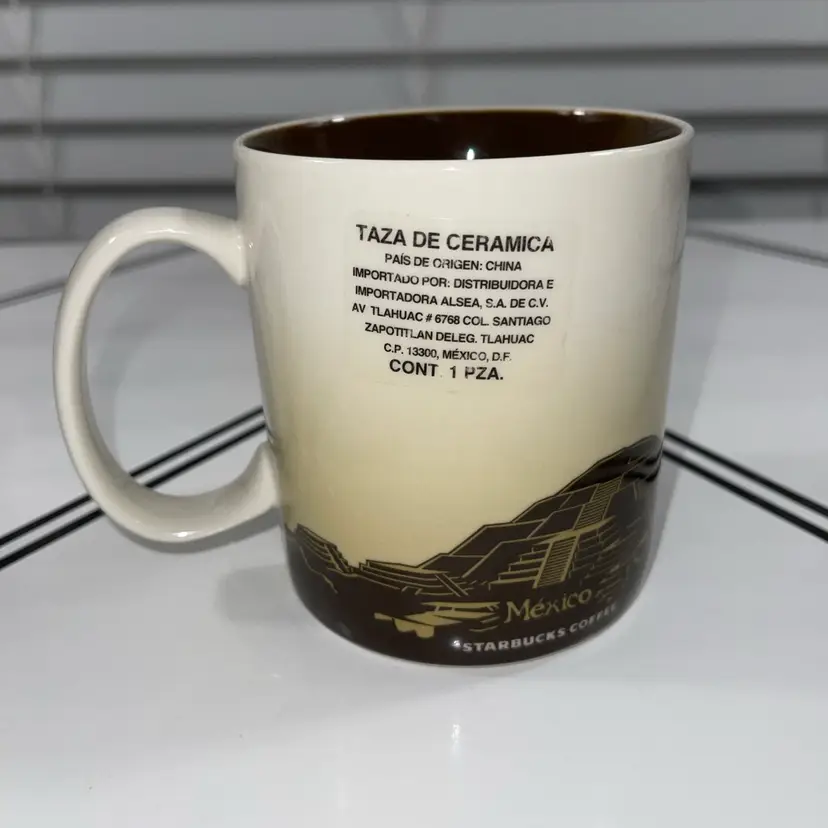 TAZA DE CERAMICA
PAÍS DE ORIGEN: CHINA
IMPORTADO POR: DISTRIBUIDORA E
IMPORTADORA ALSEA, S.A. DE C.V.
AV TLAHUAC # 6768 COL. SANTIAGO
ZAPOTITLAN DELEG. TLAHUAC
C.P. 13300, MÉXICO, D.F.
CONT. 1 PZA.
México
STARBUCKS COFFEE